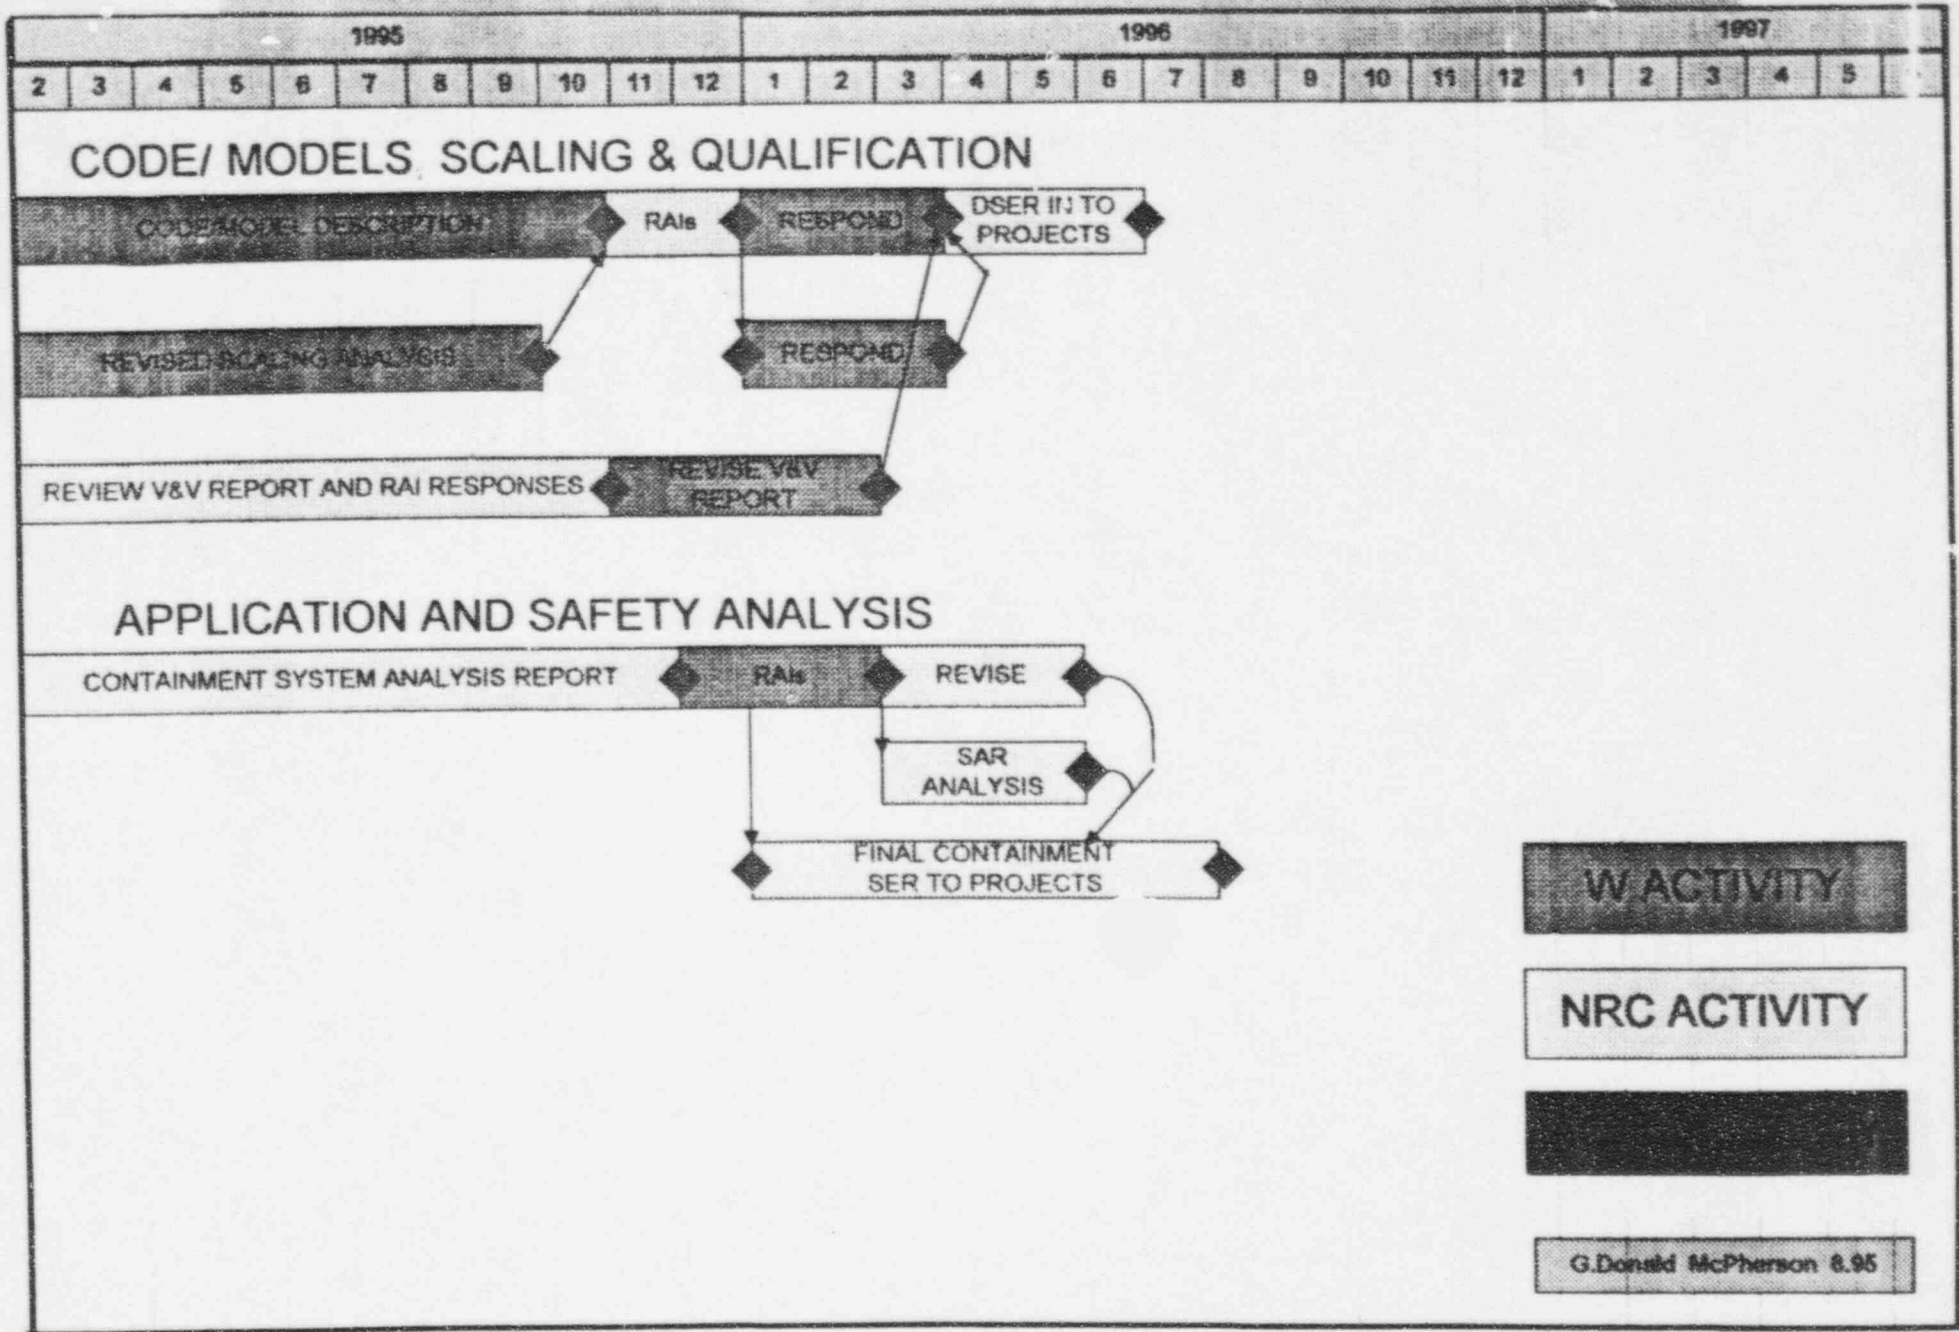 1995 1996 1997
2 3 4 5 6 7 8 9 10 11 12 1 2 3 4 5 6 7 8 9 10 11 12 1 2 3 4 5
CODE/ MODELS SCALING & QUALIFICATION
CODE/MODEL DESCRIPTION
RAIs
RESPOND
DSER IN TO
PROJECTS
REVISED SCALING ANALYSIS
RESPOND
REVIEW V&V REPORT AND RAI RESPONSES
REVISE V&V
REPORT
APPLICATION AND SAFETY ANALYSIS
CONTAINMENT SYSTEM ANALYSIS REPORT
RAIs
REVISE
SAR
ANALYSIS
FINAL CONTAINMENT
SER TO PROJECTS
W ACTIVITY
NRC ACTIVITY
G.Donald McPherson 8.95